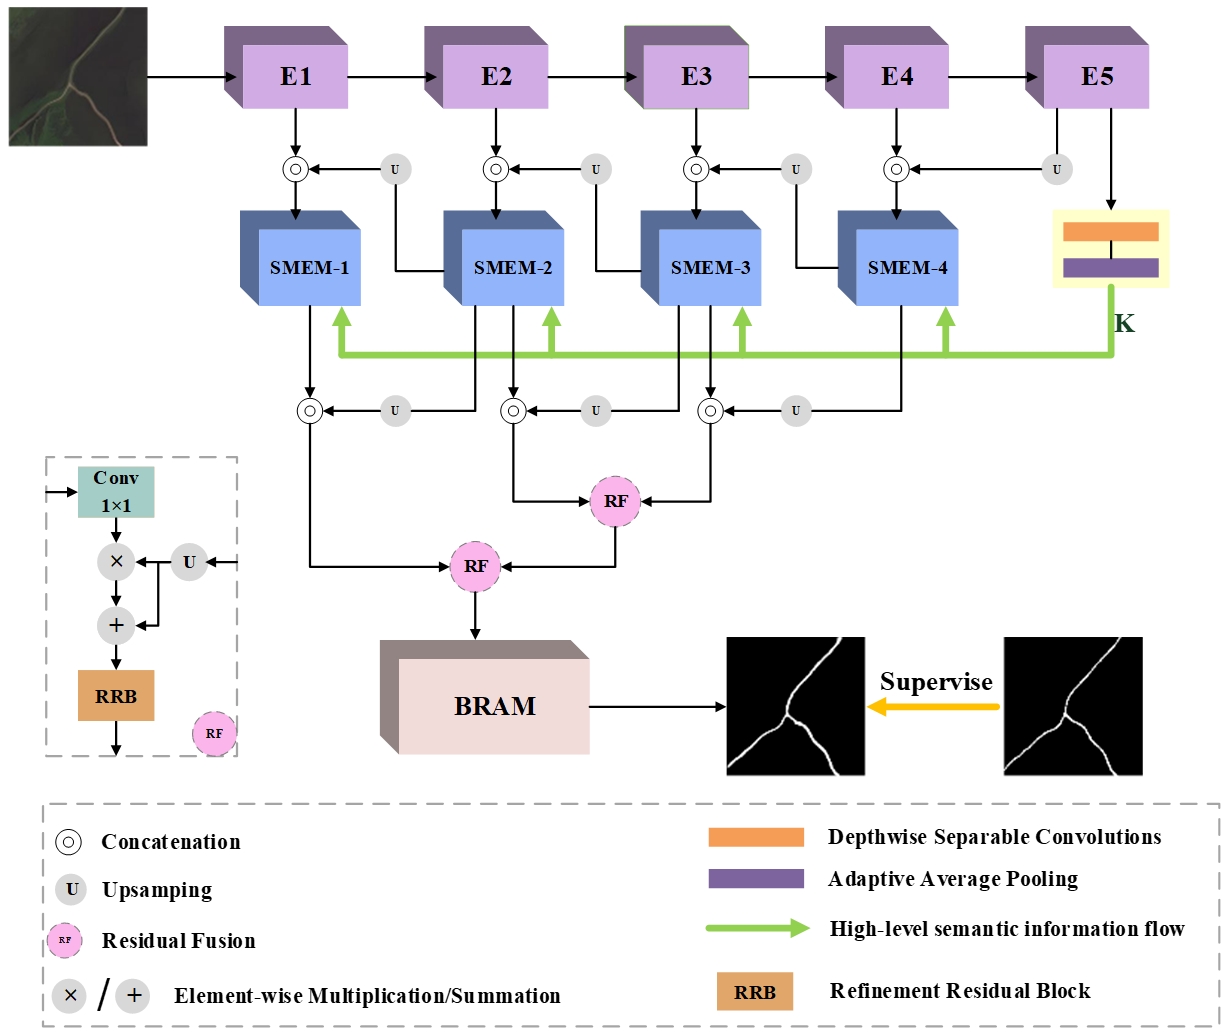 E1
E2
E3
E4
E5
U
U
U
U
SMEM-1
SMEM-2
SMEM-3
SMEM-4
K
U
U
U
RF
RF
Conv
1×1
×
U
+
RRB
RF
BRAM
Supervise
Concatenation
U
Upsamping
RF
Residual Fusion
× / +
Element-wise Multiplication/Summation
Depthwise Separable Convolutions
Adaptive Average Pooling
High-level semantic information flow
RRB
Refinement Residual Block